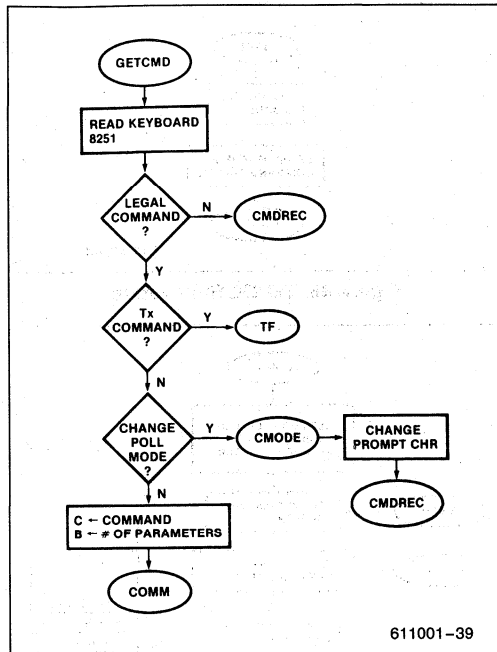 GETCMD
READ KEYBOARD
8251
LEGAL
COMMAND
?
N
CMDREC
Y
Tx
COMMAND
?
Y
TF
N
CHANGE
POLL
MODE
?
Y
CMODE
CHANGE
PROMPT CHR
CMDREC
N
C ← COMMAND
B ← # OF PARAMETERS
COMM
611001–39